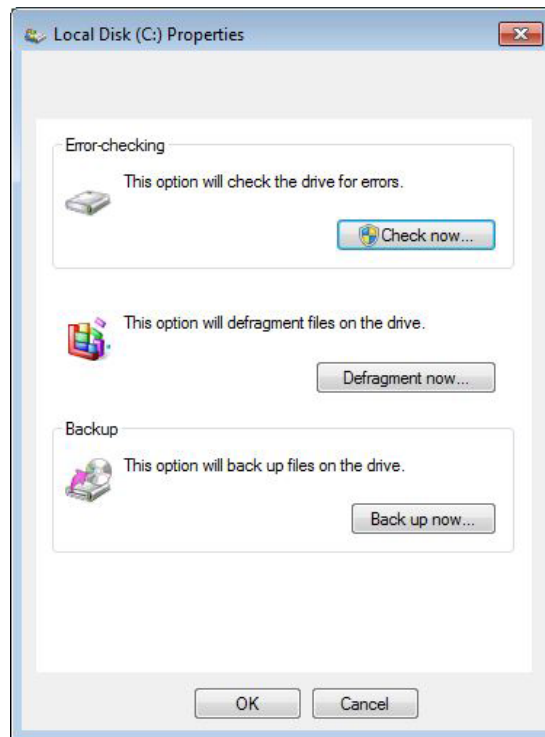 Local Disk (C:) Properties
Error-checking
This option will check the drive for errors.
Check now...
This option will defragment files on the drive.
Defragment now...
Backup
This option will back up files on the drive.
Back up now...
OK Cancel